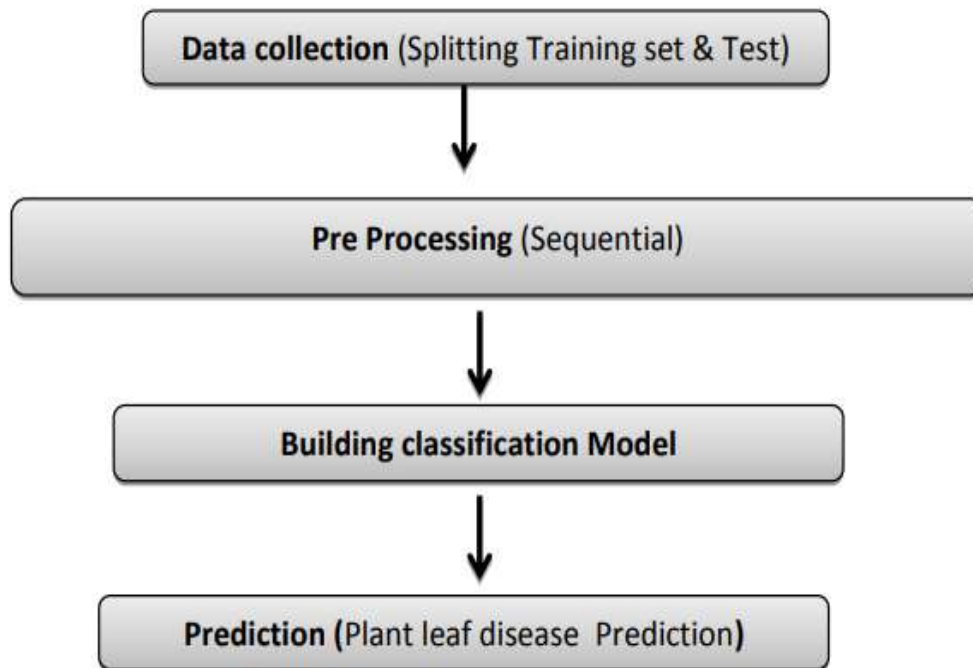 Data collection (Splitting Training set & Test)
Pre Processing (Sequential)
Building classification Model
Prediction (Plant leaf disease  Prediction)